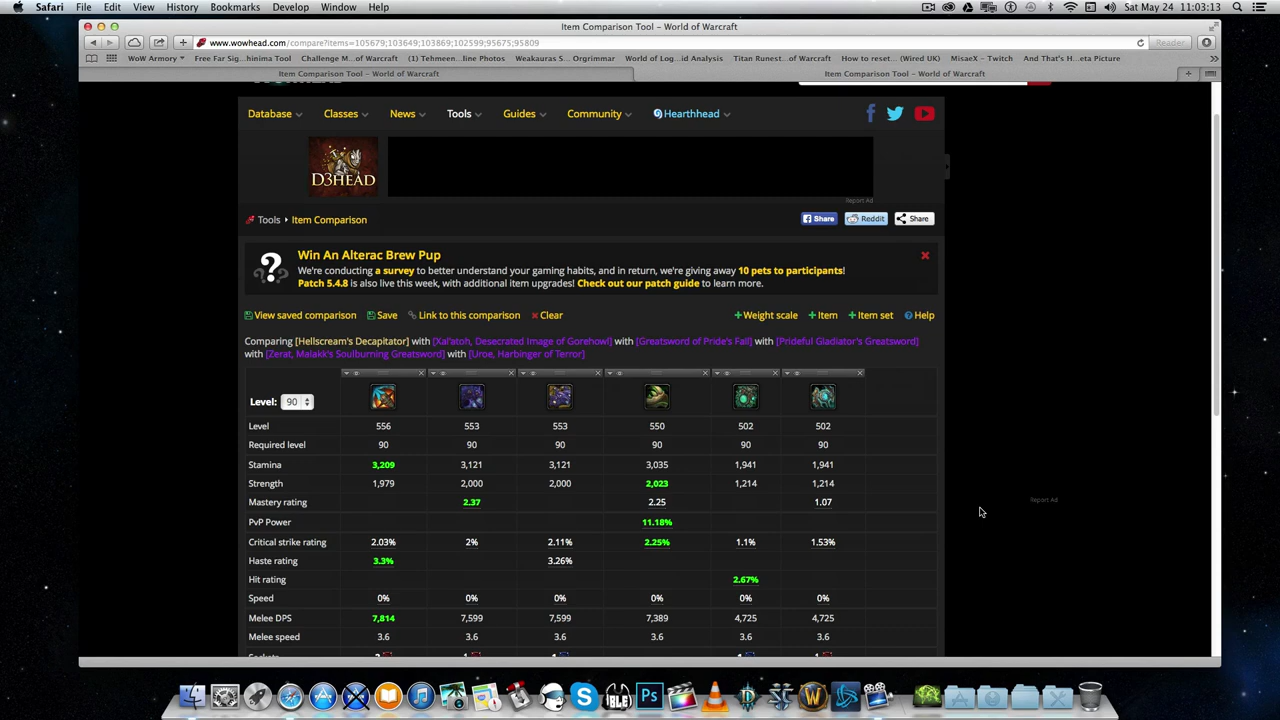 Safari File Edit View History Bookmarks Develop Window Help Sat May 24 11:03:13
Item Comparison Tool – World of Warcraft
www.wowhead.com/compare?items=105679;103649;103869;102599;95675;95809 Reader
WoW Armory Free Far Sig...hinima Tool Challenge M...of Warcraft (1) Tehmeen...line Photos Weakauras S... Orgrimmar World of Log...id Analysis Titan Runest...of Warcraft How to reset... (Wired UK) MisaeX – Twitch And That's H...eta Picture
Item Comparison Tool – World of Warcraft Item Comparison Tool – World of Warcraft
Database Classes News Tools Guides Community Hearthhead
D3HEAD
Report Ad
Tools Item Comparison Share Reddit Share
Win An Alterac Brew Pup
We're conducting a survey to better understand your gaming habits, and in return, we're giving away 10 pets to participants!
Patch 5.4.8 is also live this week, with additional item upgrades! Check out our patch guide to learn more.
View saved comparison Save Link to this comparison Clear Weight scale Item Item set Help
Comparing [Hellscream's Decapitator] with [Xal'atoh, Desecrated Image of Gorehowl] with [Greatsword of Pride's Fall] with [Prideful Gladiator's Greatsword]
with [Zerat, Malakk's Soulburning Greatsword] with [Uroe, Harbinger of Terror]
Level: 90
Level 556 553 553 550 502 502
Required level 90 90 90 90 90 90
Stamina 3,209 3,121 3,121 3,035 1,941 1,941
Strength 1,979 2,000 2,000 2,023 1,214 1,214
Mastery rating 2.37 2.25 1.07
Report Ad
PvP Power 11.18%
Critical strike rating 2.03% 2% 2.11% 2.25% 1.1% 1.53%
Haste rating 3.3% 3.26%
Hit rating 2.67%
Speed 0% 0% 0% 0% 0% 0%
Melee DPS 7,814 7,599 7,599 7,389 4,725 4,725
Melee speed 3.6 3.6 3.6 3.6 3.6 3.6